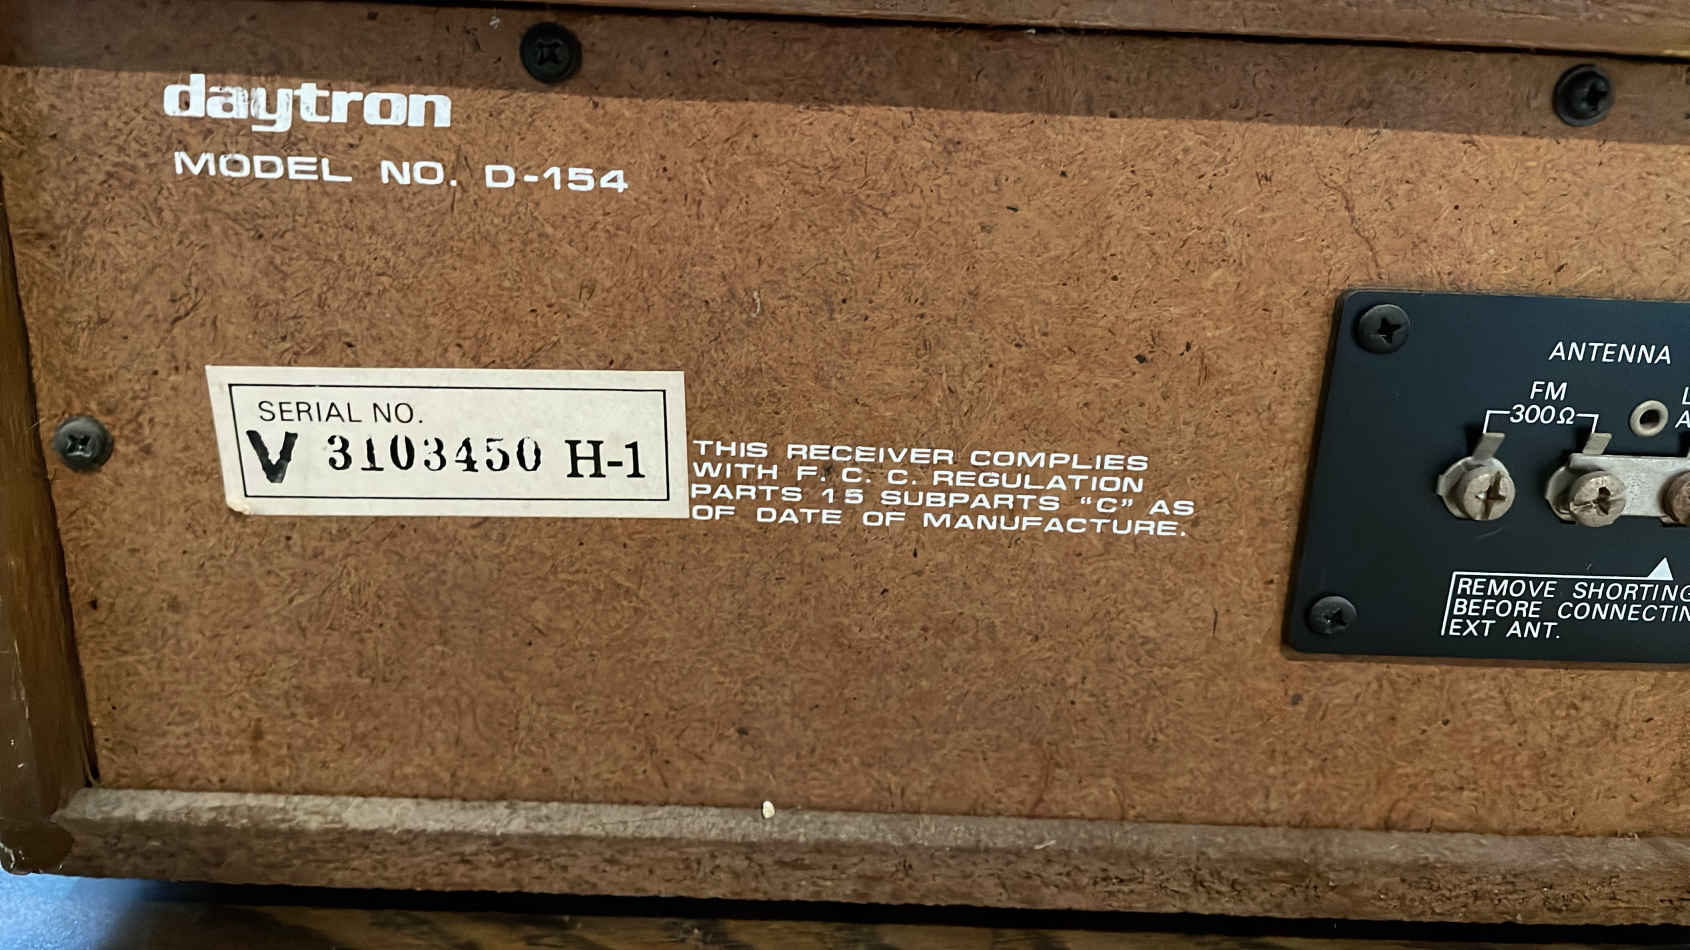 daytron
MODEL NO. D-154
SERIAL NO.
V 3103450 H-1
THIS RECEIVER COMPLIES
WITH F. C. C. REGULATION
PARTS 15 SUBPARTS “C” AS
OF DATE OF MANUFACTURE.
ANTENNA
FM
300Ω
REMOVE SHORTING
BEFORE CONNECTIN
EXT ANT.